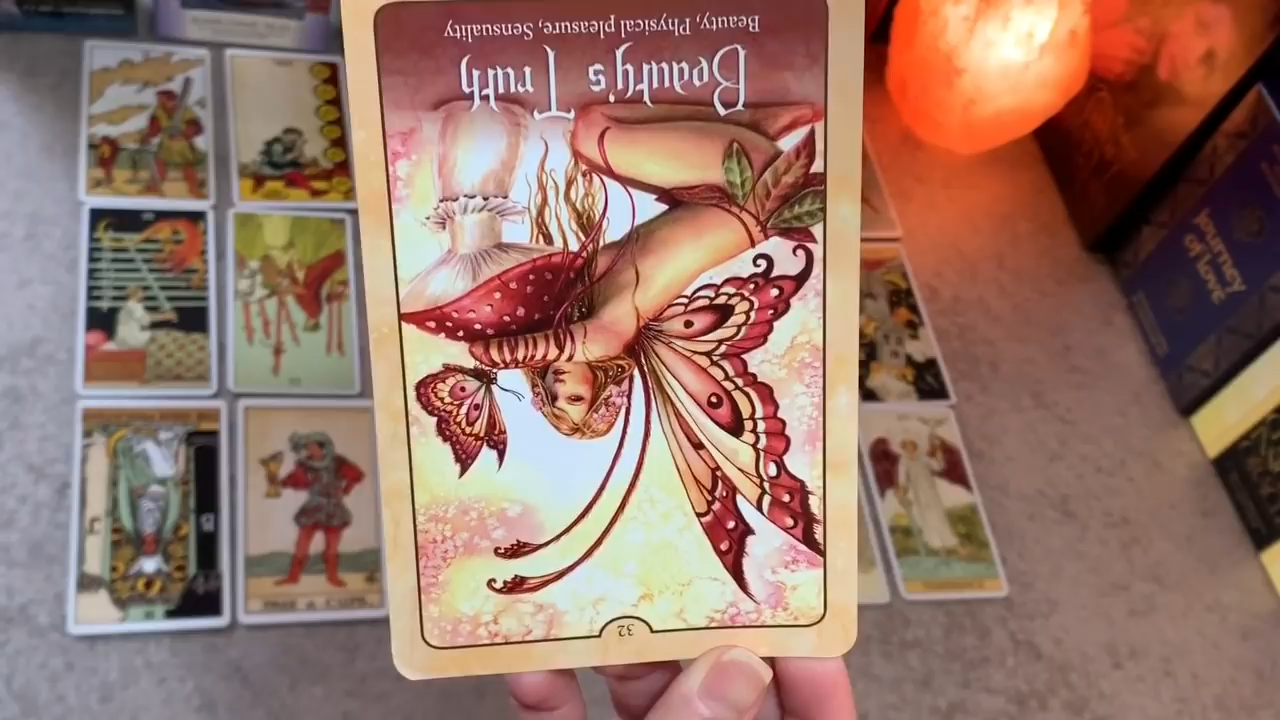 32
Beauty's Truth
Beauty, Physical pleasure, Sensuality
Journey
of Love